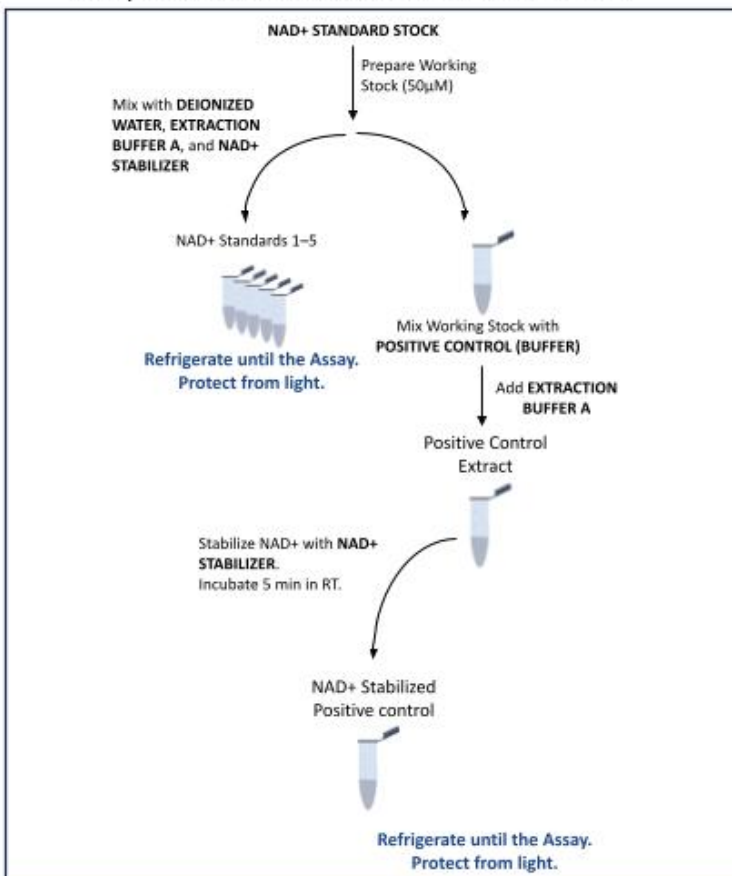 NAD+ STANDARD STOCK
Prepare Working
Stock (50µM)
Mix with DEIONIZED
WATER, EXTRACTION
BUFFER A, and NAD+
STABILIZER
NAD+ Standards 1–5
Refrigerate until the Assay.
Protect from light.
Mix Working Stock with
POSITIVE CONTROL (BUFFER)
Add EXTRACTION
BUFFER A
Positive Control
Extract
Stabilize NAD+ with NAD+
STABILIZER.
Incubate 5 min in RT.
NAD+ Stabilized
Positive control
Refrigerate until the Assay.
Protect from light.